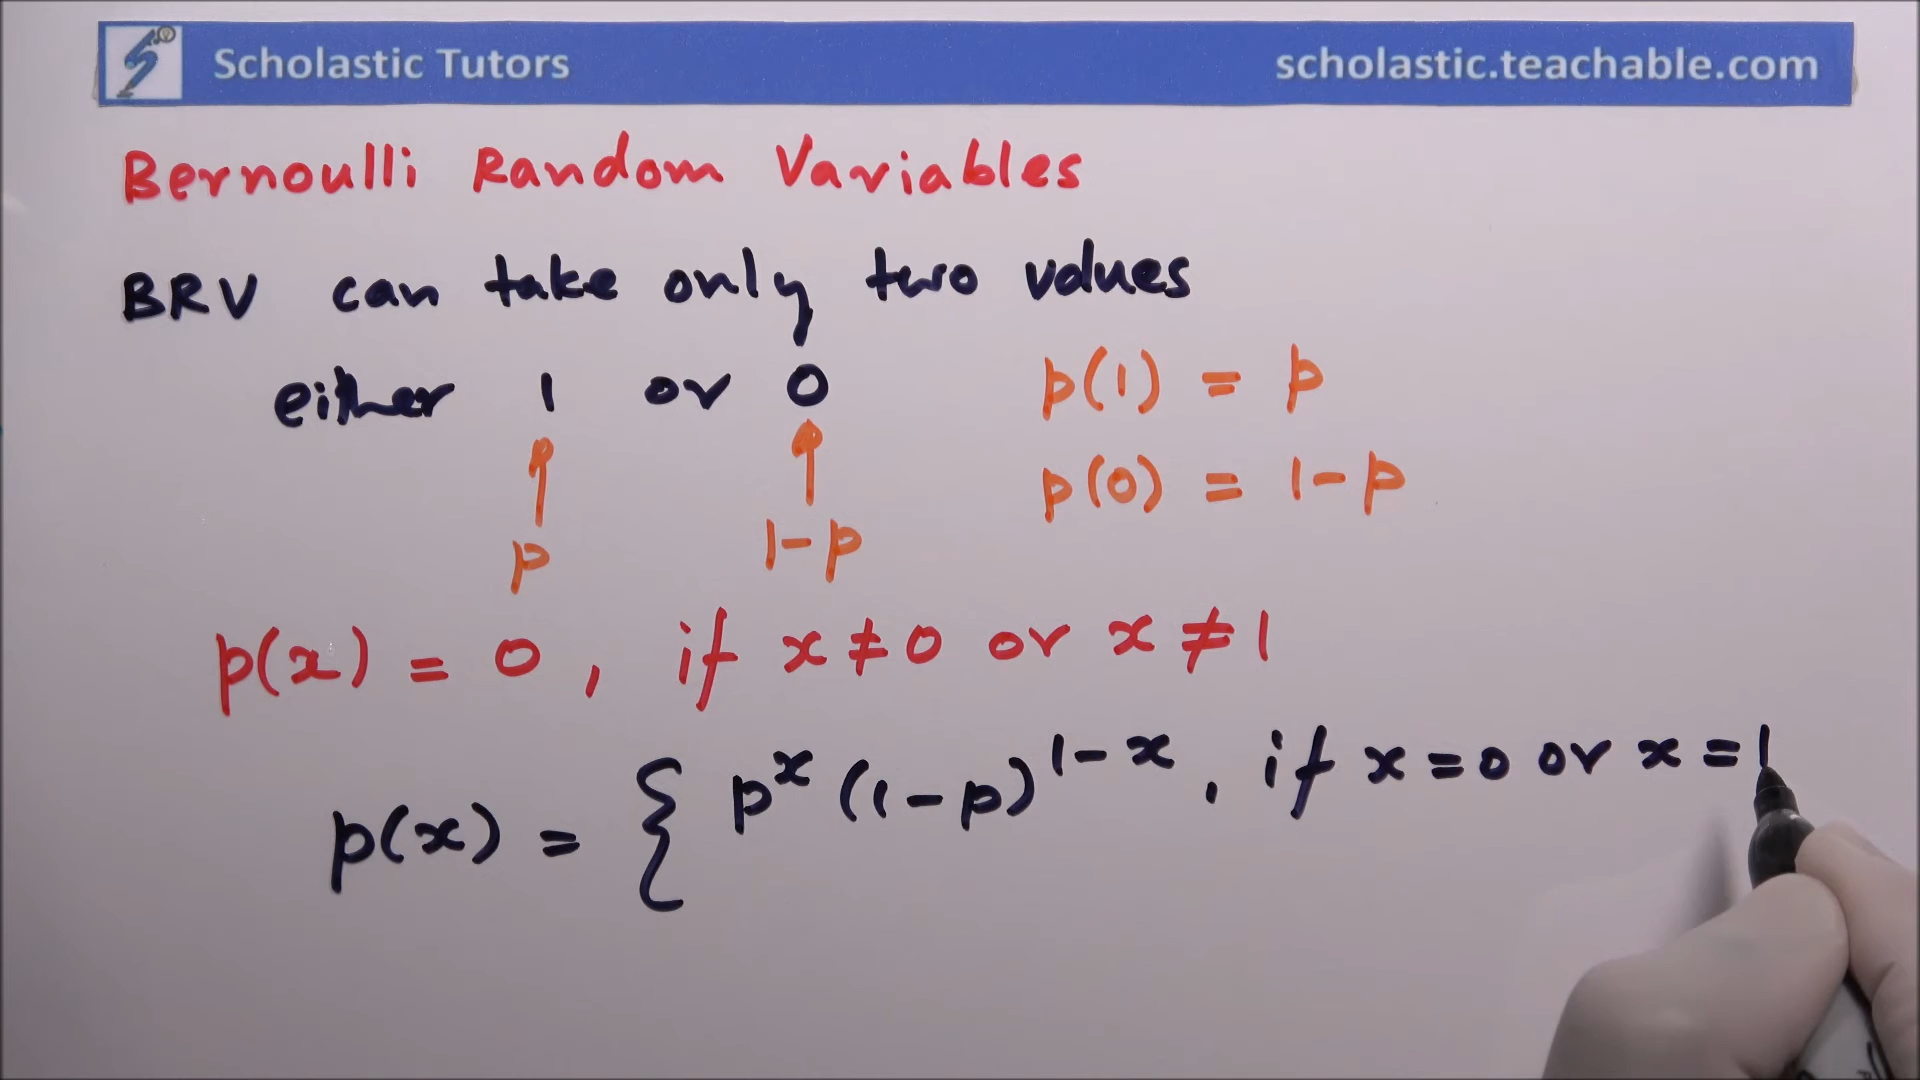 Scholastic Tutors scholastic.teachable.com
Bernoulli Random Variables
BRV can take only two values
either 1 or 0 p(1) = p
p(0) = 1-p
p 1-p
p(x) = 0, if x≠0 or x≠1
p(x) = { p^x (1-p)^{1-x}, if x=0 or x=1